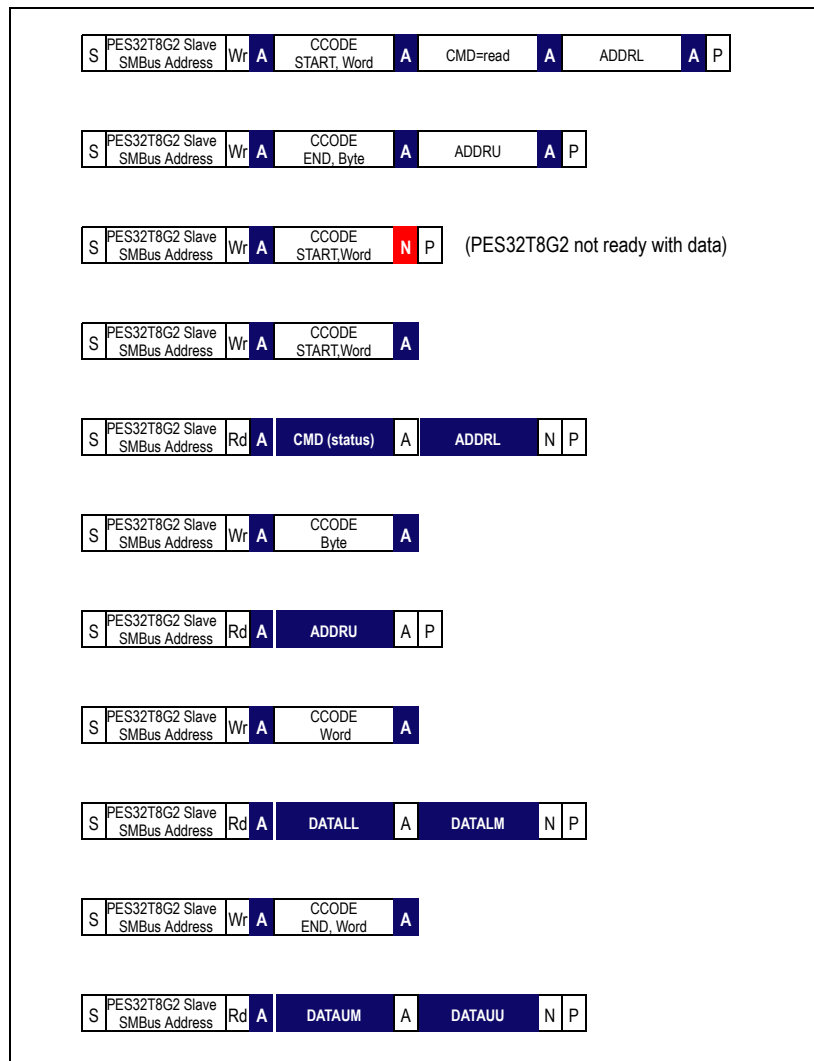 S PES32T8G2 Slave SMBus Address Wr A CCODE START, Word A CMD=read A ADDRL A P
S PES32T8G2 Slave SMBus Address Wr A CCODE END, Byte A ADDRU A P
S PES32T8G2 Slave SMBus Address Wr A CCODE START,Word N P (PES32T8G2 not ready with data)
S PES32T8G2 Slave SMBus Address Wr A CCODE START,Word A
S PES32T8G2 Slave SMBus Address Rd A CMD (status) A ADDRL N P
S PES32T8G2 Slave SMBus Address Wr A CCODE Byte A
S PES32T8G2 Slave SMBus Address Rd A ADDRU A P
S PES32T8G2 Slave SMBus Address Wr A CCODE Word A
S PES32T8G2 Slave SMBus Address Rd A DATALL A DATALM N P
S PES32T8G2 Slave SMBus Address Wr A CCODE END, Word A
S PES32T8G2 Slave SMBus Address Rd A DATAUM A DATAUU N P